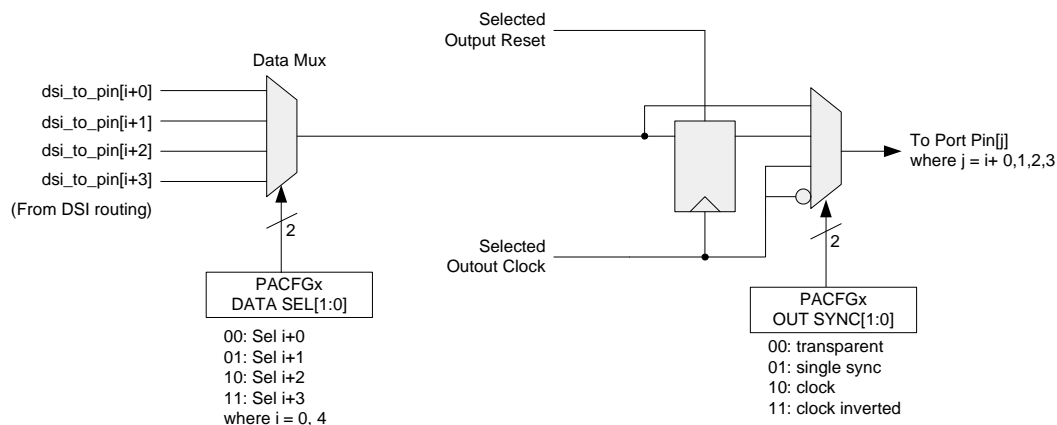 Selected
Output Reset
Data Mux
dsi_to_pin[i+0]
dsi_to_pin[i+1]
dsi_to_pin[i+2]
dsi_to_pin[i+3]
(From DSI routing)
To Port Pin[j]
where j = i+ 0,1,2,3
2
2
Selected
Outout Clock
PACFGx
DATA SEL[1:0]
00: Sel i+0
01: Sel i+1
10: Sel i+2
11: Sel i+3
where i = 0, 4
PACFGx
OUT SYNC[1:0]
00: transparent
01: single sync
10: clock
11: clock inverted